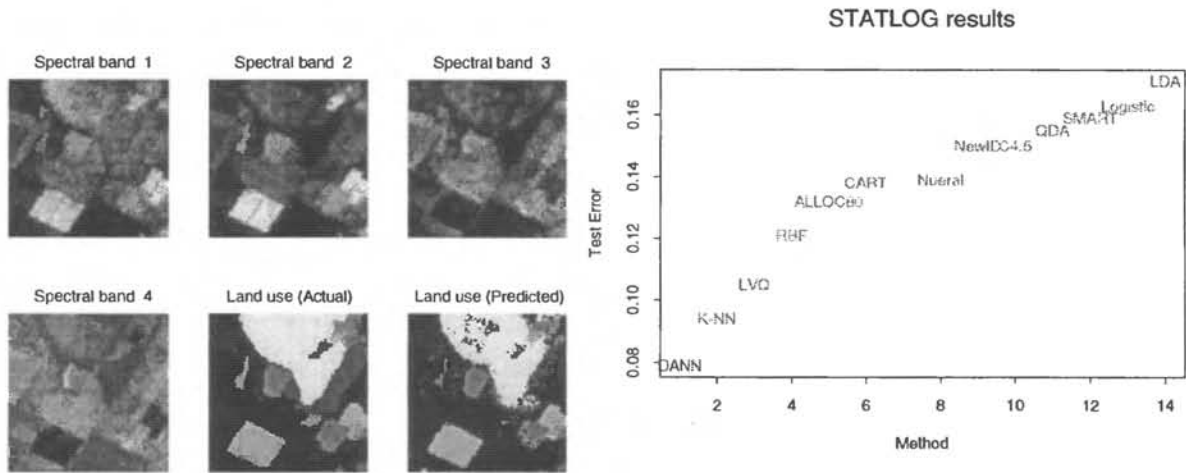 STATLOG results
Spectral band 1
Spectral band 2
Spectral band 3
Spectral band 4
Land use (Actual)
Land use (Predicted)
Test Error
0.16
0.14
0.12
0.10
0.08
LDA
Logistic
SMART
QDA
C4.5
NewID
Nueral
CART
ALLOC80
RBF
LVQ
K-NN
DANN
2
4
6
8
10
12
14
Method